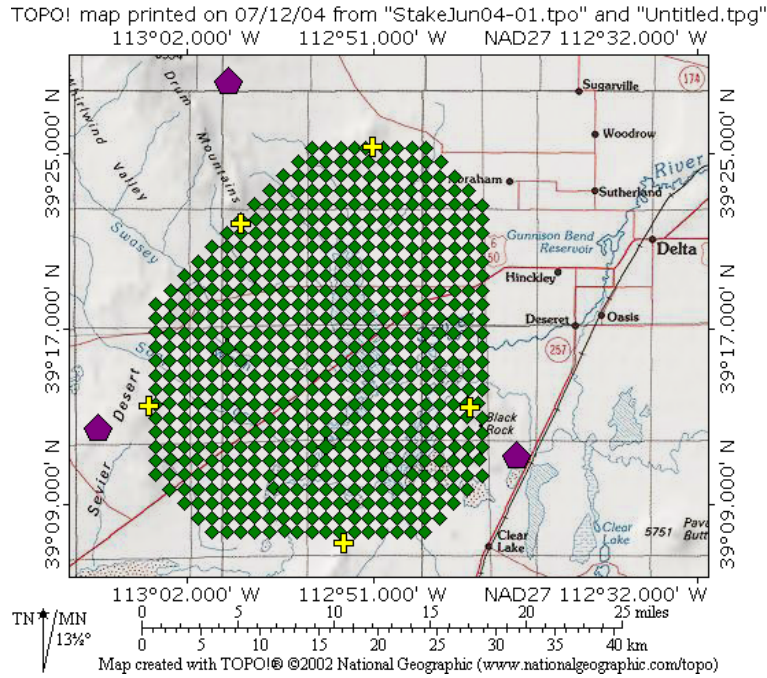 TOPO! map printed on 07/12/04 from "StakeJun04-01.tpo" and "Untitled.tpg"
113°02.000' W 112°51.000' W NAD27 112°32.000' W
Whirlwind Valley
Drum Mountains
Sugarville
174
39°25.000' N
39°25.000' N
Woodrow
River
Sutherland
Swasey
6
50
Gunnison Bend
Reservoir
Delta
Hinckley
39°17.000' N
39°17.000' N
Deseret
Oasis
257
Sevier Desert
Black
Rock
39°09.000' N
39°09.000' N
Clear
Lake
Clear
Lake
5751
113°02.000' W 112°51.000' W NAD27 112°32.000' W
TN
MN
13½°
0 5 10 15 20 25 miles
0 5 10 15 20 25 30 35 40 km
Map created with TOPO!® ©2002 National Geographic (www.nationalgeographic.com/topo)